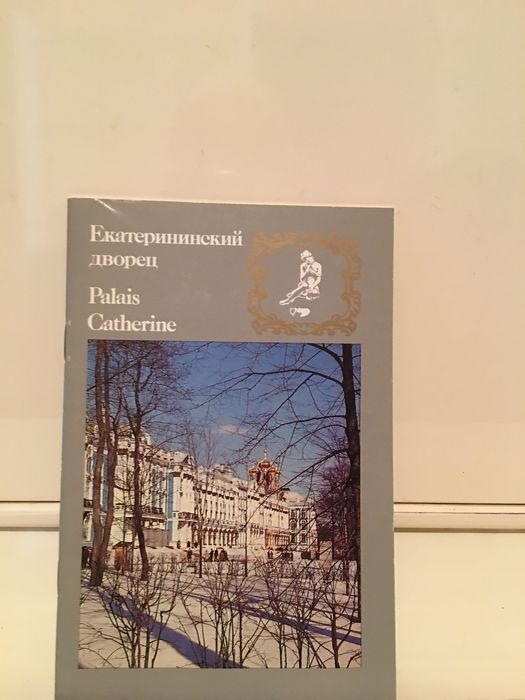 Екатерининский
дворец
Palais
Catherine